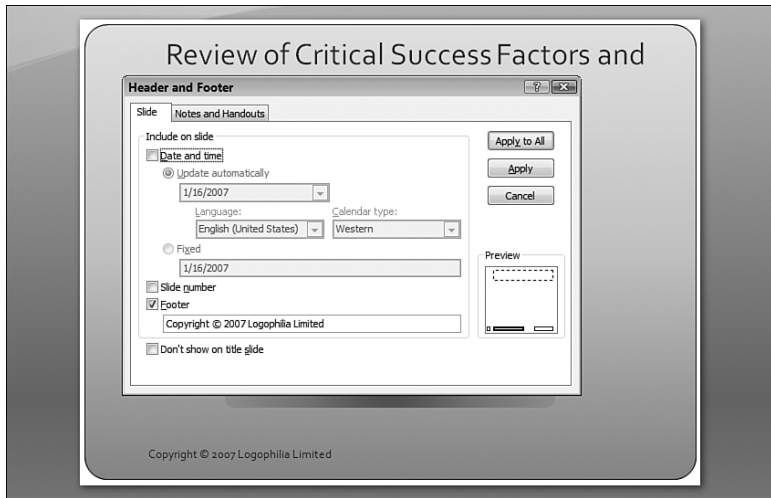 Review of Critical Success Factors and
Header and Footer
Slide Notes and Handouts
Include on slide
Date and time
Update automatically
1/16/2007
Language: Calendar type:
English (United States) Western
Fixed
1/16/2007
Slide number
Footer
Copyright © 2007 Logophilia Limited
Don't show on title slide
Apply to All
Apply
Cancel
Preview
Copyright © 2007 Logophilia Limited